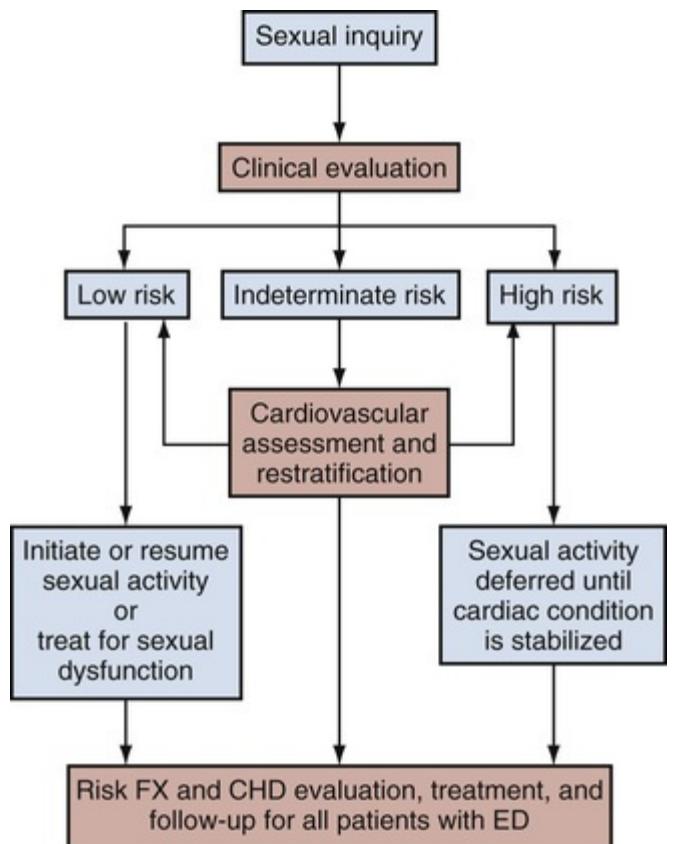 Sexual inquiry
Clinical evaluation
Low risk
Indeterminate risk
High risk
Cardiovascular
assessment and
restratification
Initiate or resume
sexual activity
or
treat for sexual
dysfunction
Sexual activity
deferred until
cardiac condition
is stabilized
Risk FX and CHD evaluation, treatment, and
follow-up for all patients with ED